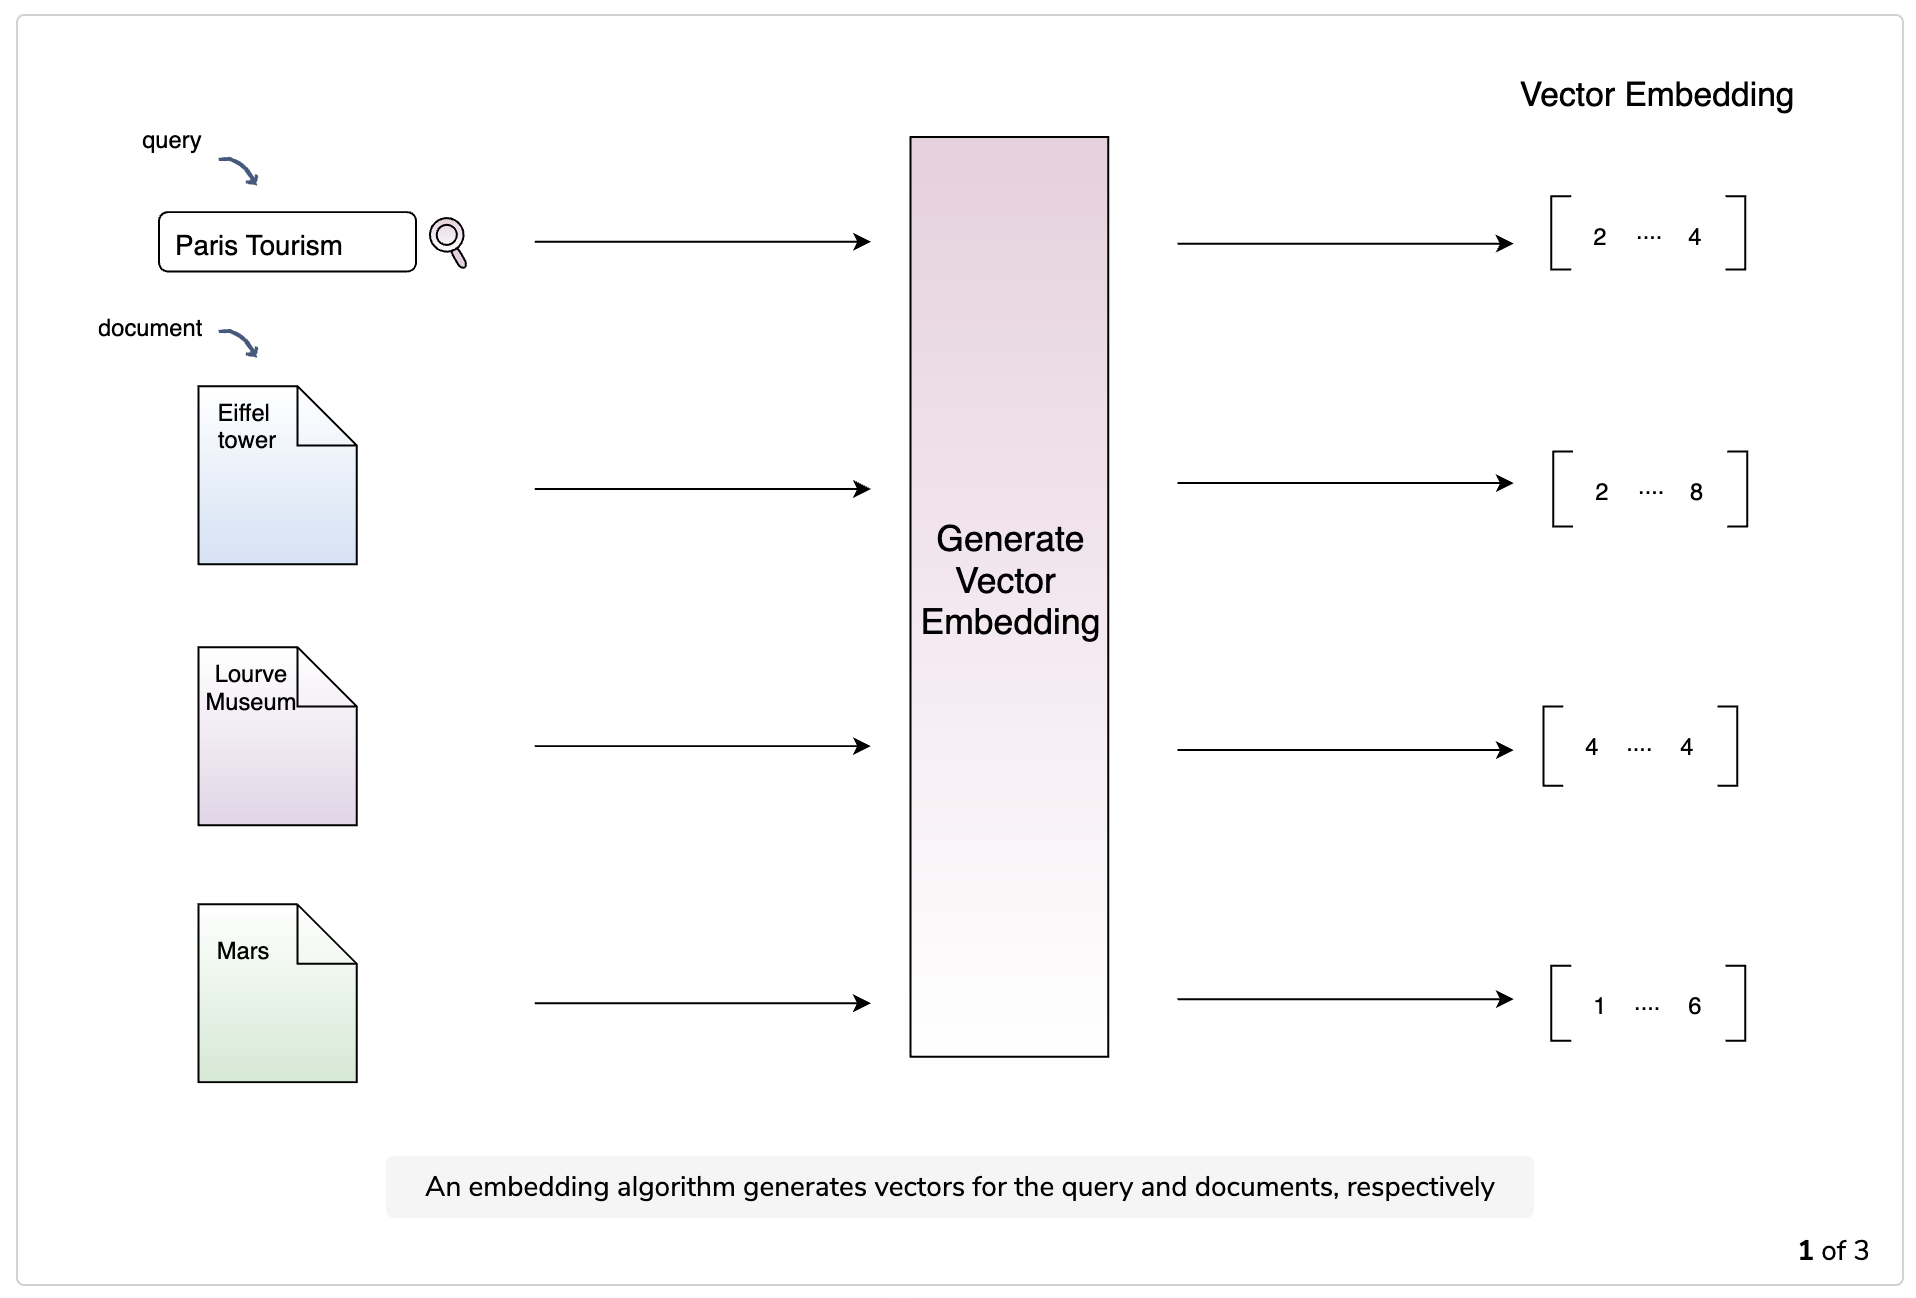 Vector Embedding
query
Paris Tourism
2 .... 4
document
Eiffel
tower
2 .... 8
Generate
Vector
Embedding
Lourve
Museum
4 .... 4
Mars
1 .... 6
An embedding algorithm generates vectors for the query and documents, respectively
1 of 3